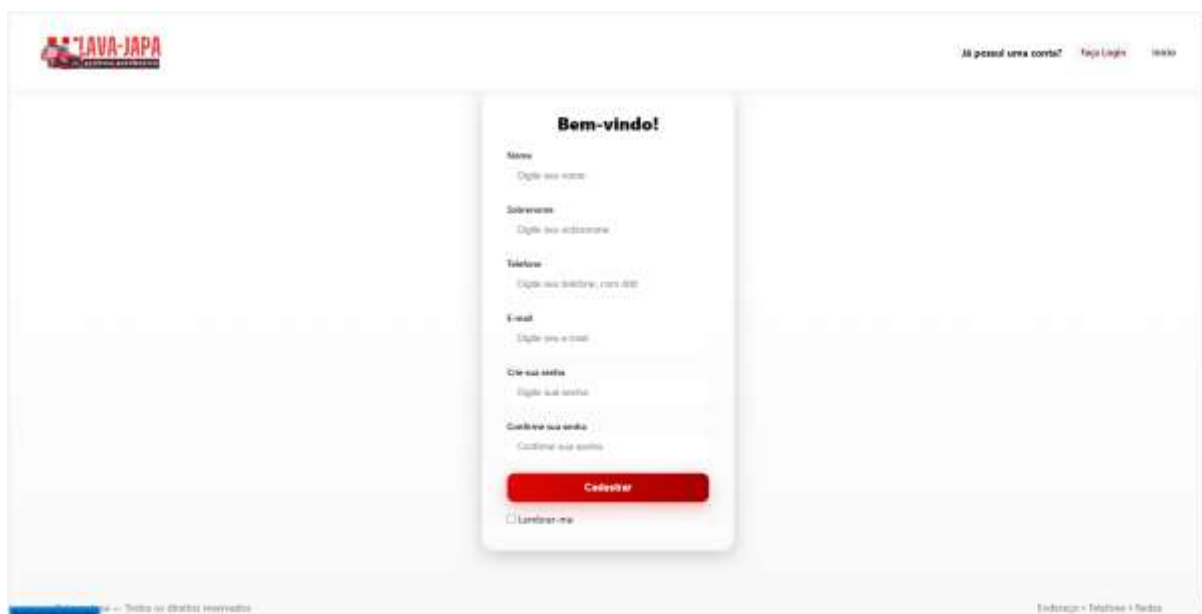 LAVA-JAPA
Já possui uma conta? Faça Login Início
Bem-vindo!
Nome
Digite seu nome
Sobrenome
Digite seu sobrenome
Telefone
Digite seu telefone, com DDD
E-mail
Digite seu e-mail
Crie sua senha
Digite sua senha
Confirme sua senha
Confirme sua senha
Cadastrar
Lembrar-me
— Todos os direitos reservados
Endereço • Telefone • Redes